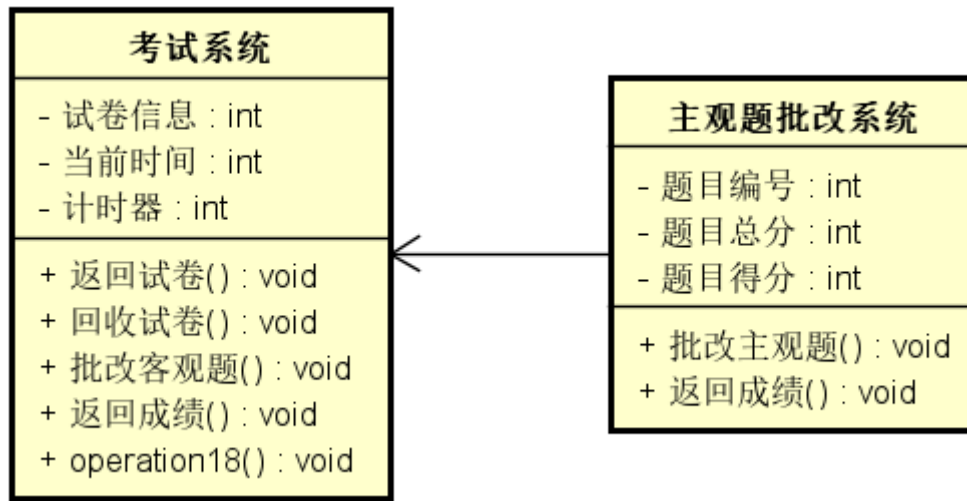 考试系统
- 试卷信息 : int
- 当前时间 : int
- 计时器 : int
+ 返回试卷() : void
+ 回收试卷() : void
+ 批改客观题() : void
+ 返回成绩() : void
+ operation18() : void
主观题批改系统
- 题目编号 : int
- 题目总分 : int
- 题目得分 : int
+ 批改主观题() : void
+ 返回成绩() : void